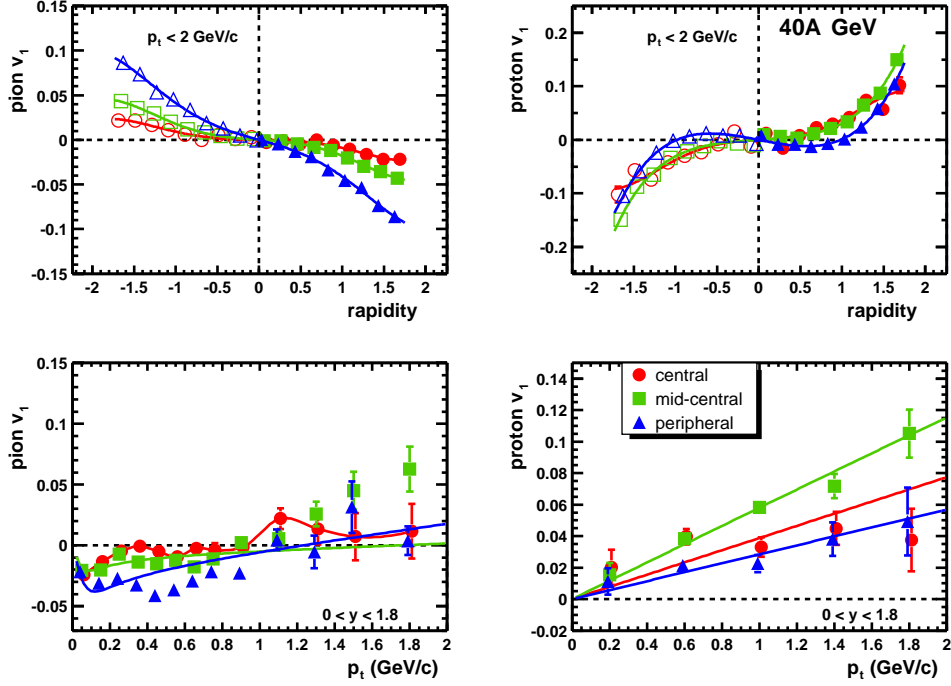 pion v1
0.15
0.1
0.05
0
-0.05
-0.1
-0.15
pt < 2 GeV/c
-2 -1.5 -1 -0.5 0 0.5 1 1.5 2
rapidity
proton v1
0.2
0.1
0
-0.1
-0.2
pt < 2 GeV/c
40A GeV
-2 -1.5 -1 -0.5 0 0.5 1 1.5 2
rapidity
pion v1
0.15
0.1
0.05
-0.00
-0.05
0 < y < 1.8
0 0.2 0.4 0.6 0.8 1 1.2 1.4 1.6 1.8 2
pt (GeV/c)
proton v1
0.14
0.12
0.1
0.08
0.06
0.04
0.02
0
-0.02
central
mid-central
peripheral
0 < y < 1.8
0 0.2 0.4 0.6 0.8 1 1.2 1.4 1.6 1.8 2
pt (GeV/c)